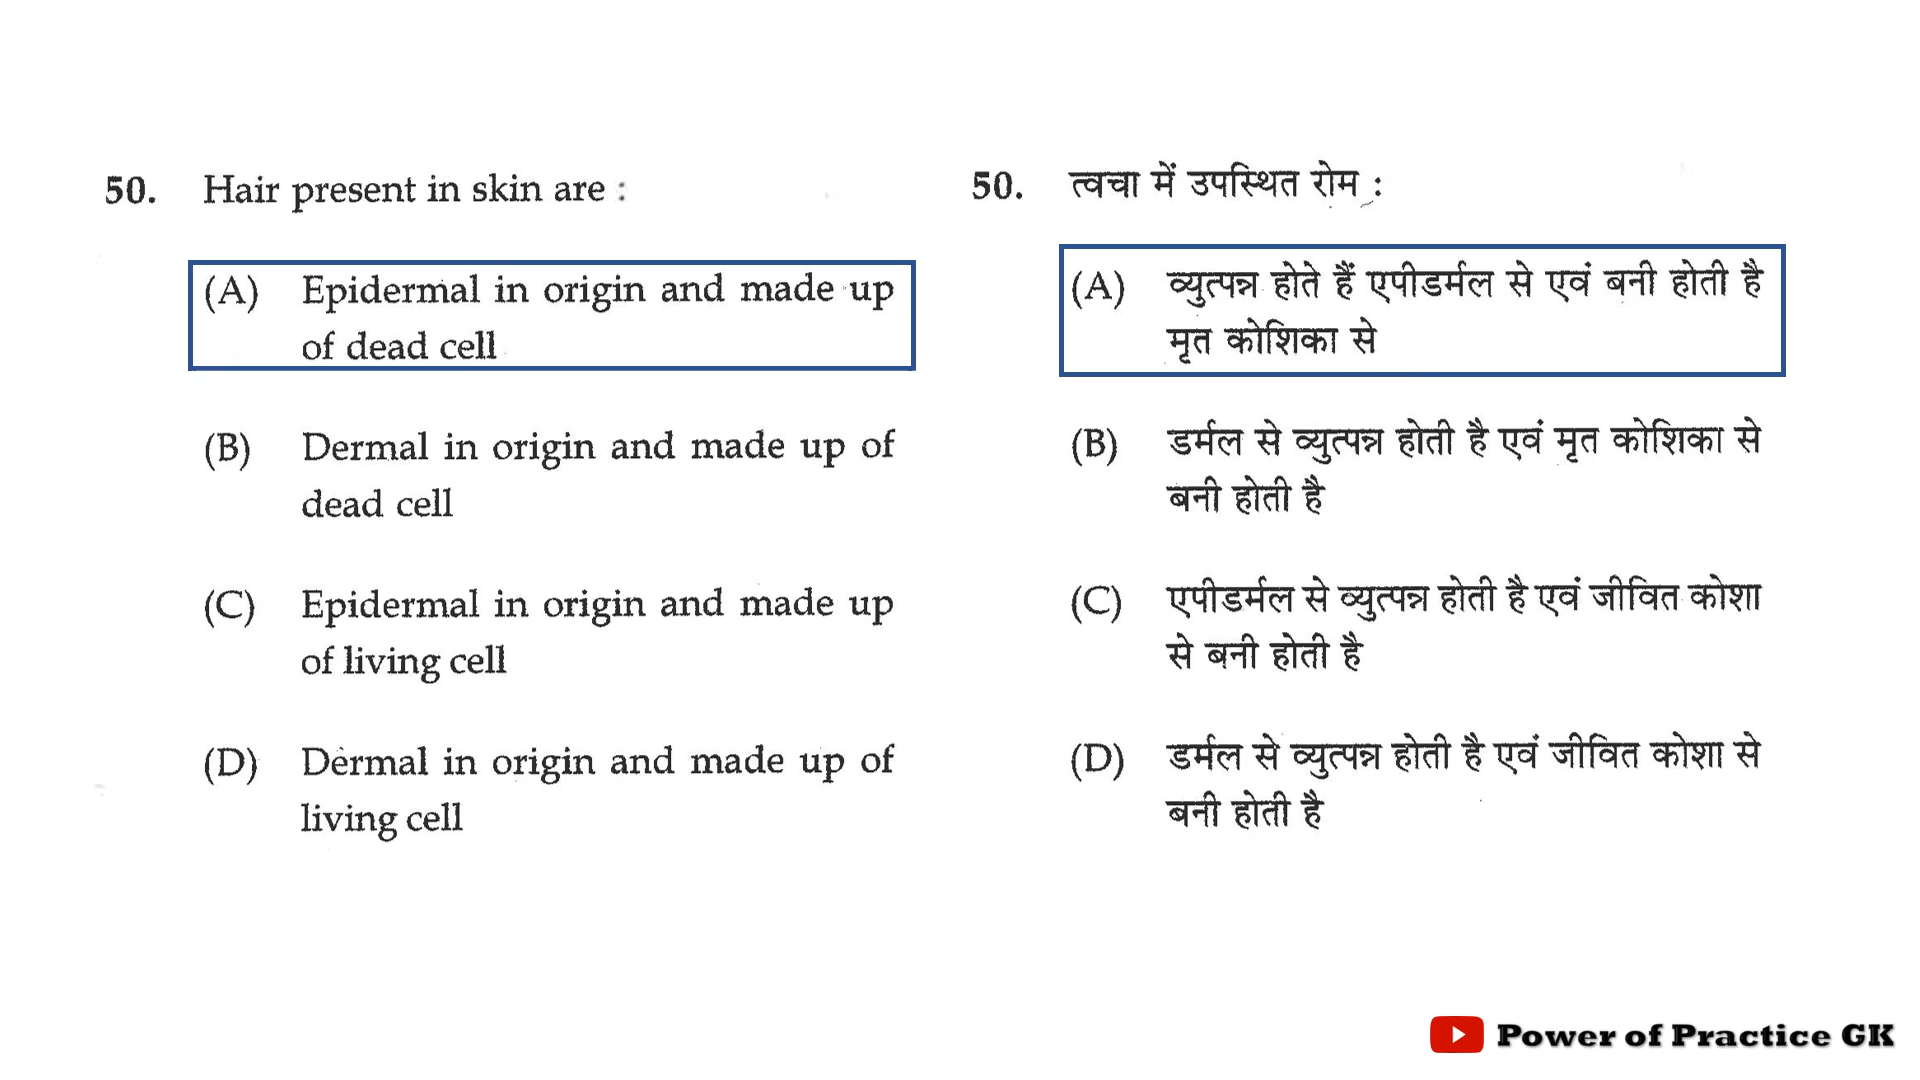 50. Hair present in skin are :
(A) Epidermal in origin and made up
of dead cell
(B) Dermal in origin and made up of
dead cell
(C) Epidermal in origin and made up
of living cell
(D) Dermal in origin and made up of
living cell
50. त्वचा में उपस्थित रोम :
(A) व्युत्पन्न होते हैं एपीडर्मल से एवं बनी होती है
मृत कोशिका से
(B) डर्मल से व्युत्पन्न होती है एवं मृत कोशिका से
बनी होती है
(C) एपीडर्मल से व्युत्पन्न होती है एवं जीवित कोशा
से बनी होती है
(D) डर्मल से व्युत्पन्न होती है एवं जीवित कोशा से
बनी होती है
Power of Practice GK